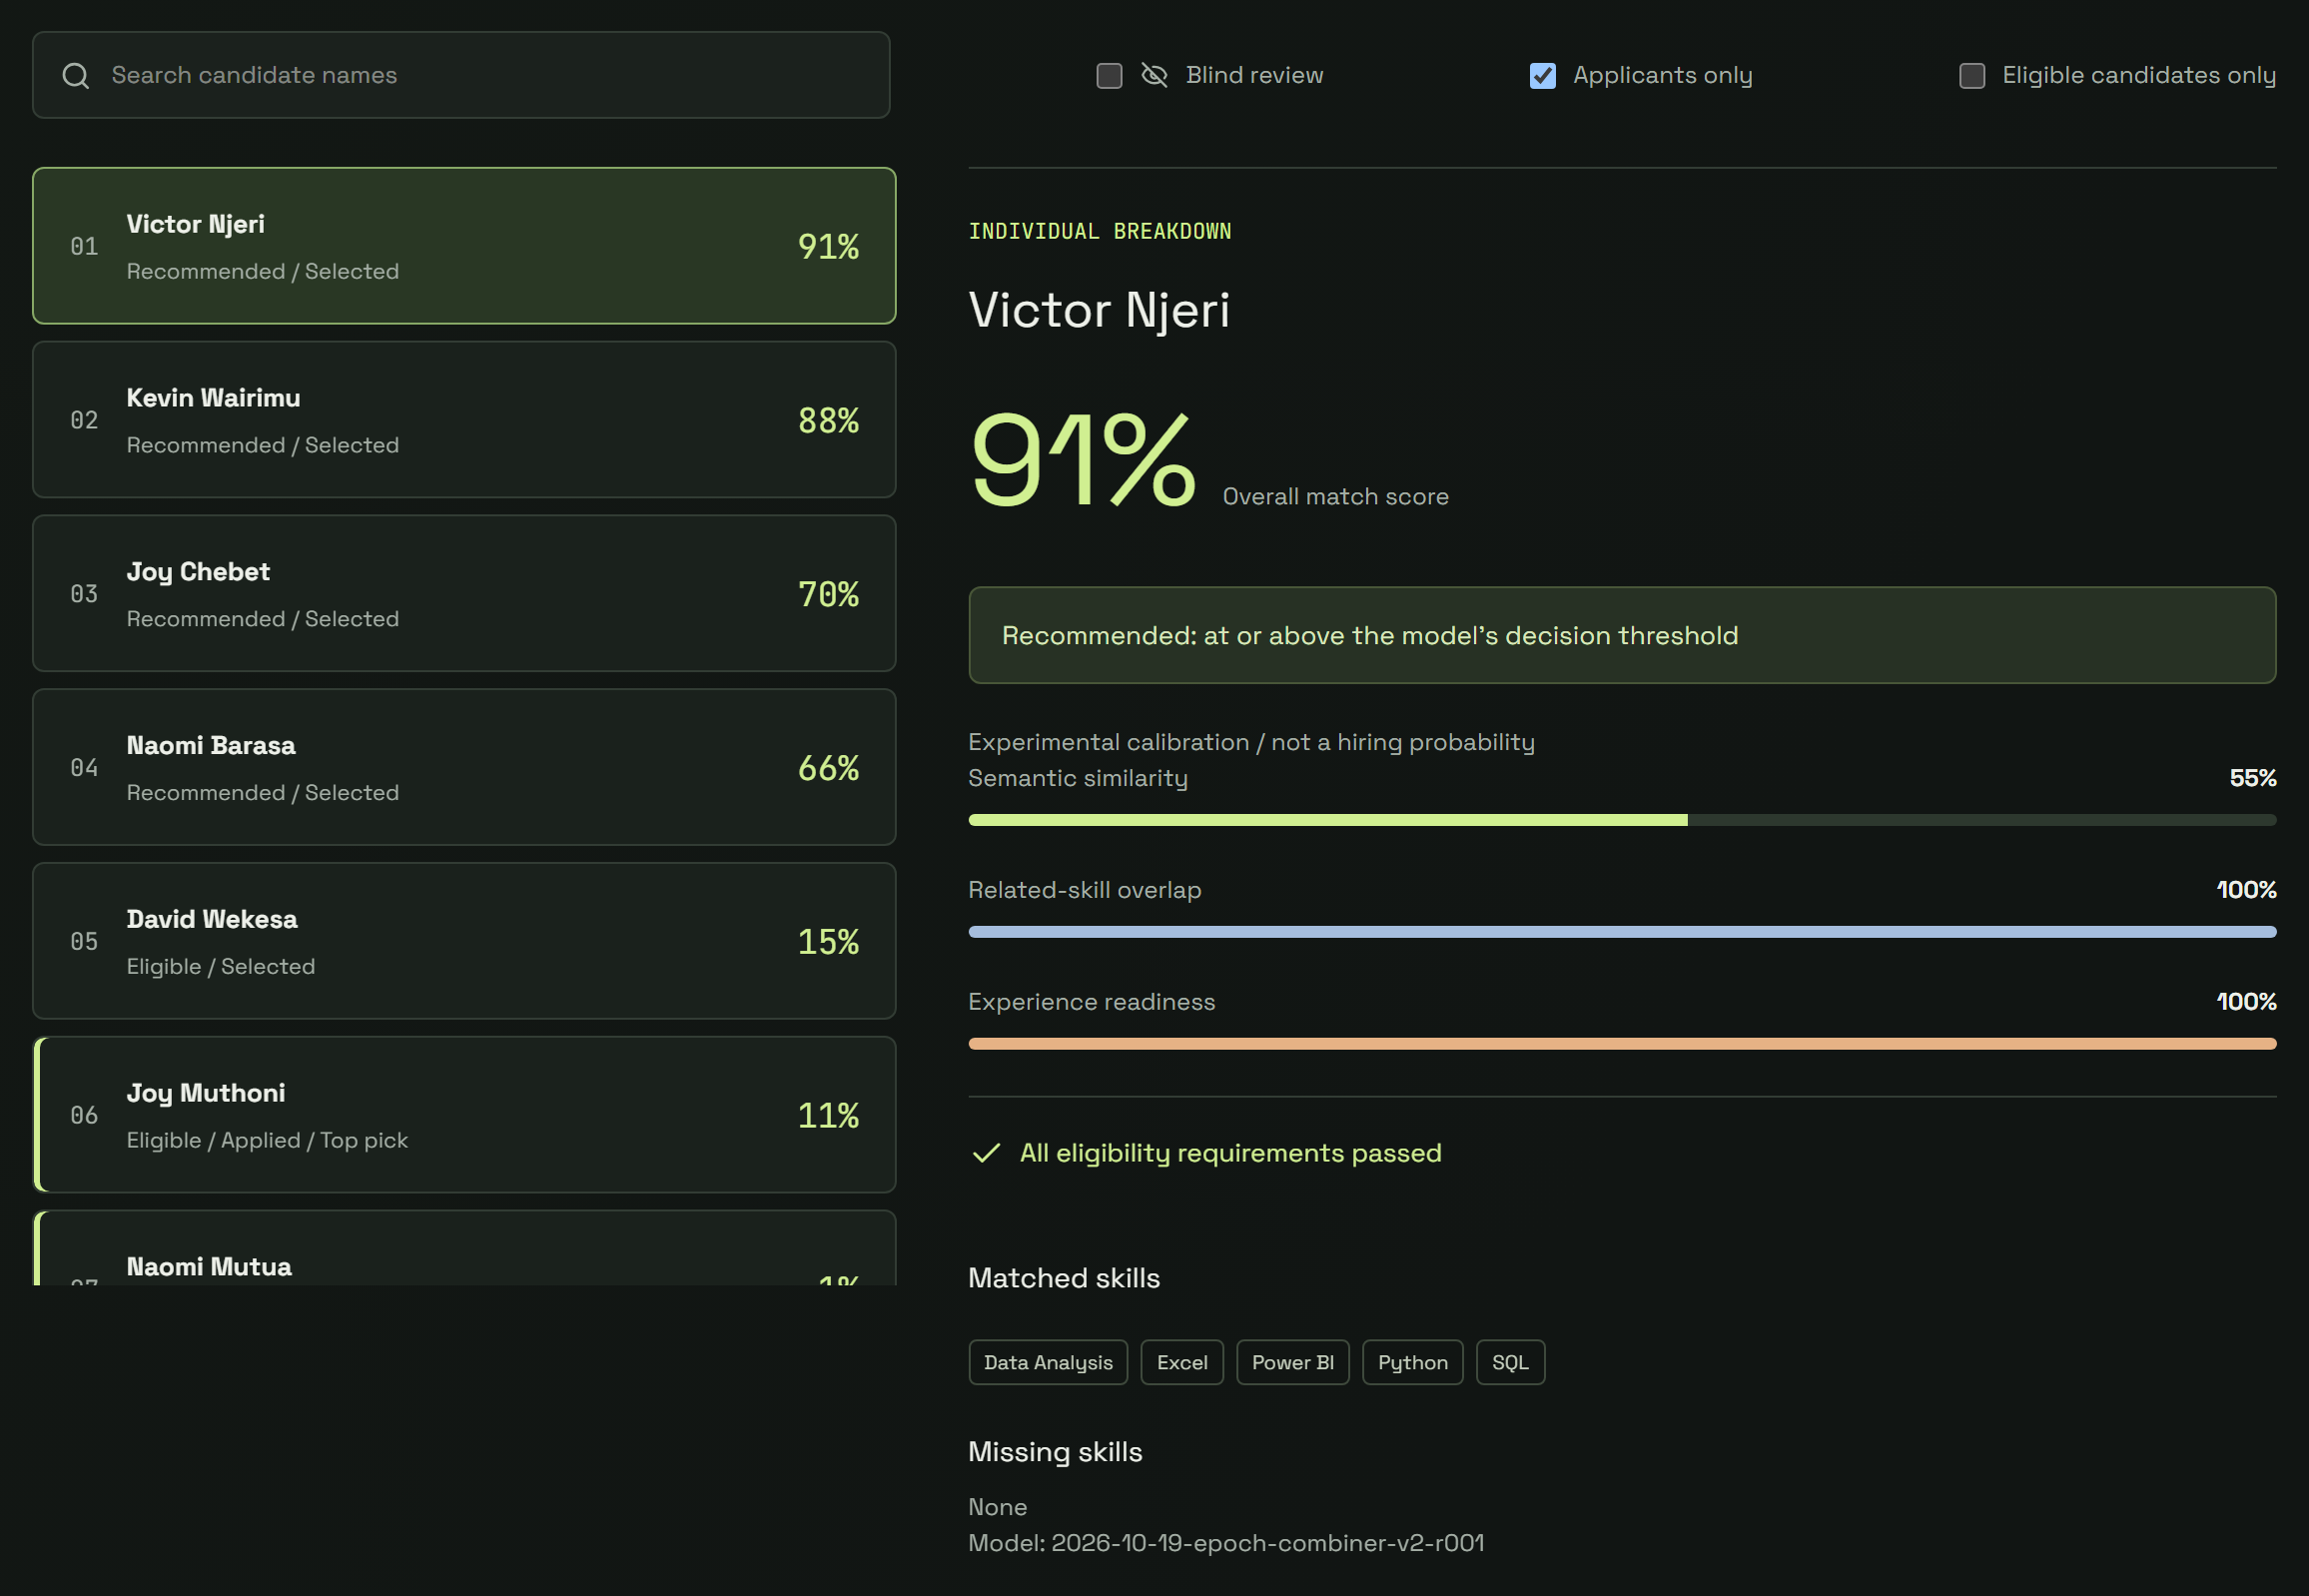 Search candidate names
Blind review
Applicants only
Eligible candidates only
01
Victor Njeri
Recommended / Selected
91%
02
Kevin Wairimu
Recommended / Selected
88%
03
Joy Chebet
Recommended / Selected
70%
04
Naomi Barasa
Recommended / Selected
66%
05
David Wekesa
Eligible / Selected
15%
06
Joy Muthoni
Eligible / Applied / Top pick
11%
07
Naomi Mutua
1%
INDIVIDUAL BREAKDOWN
Victor Njeri
91% Overall match score
Recommended: at or above the model's decision threshold
Experimental calibration / not a hiring probability
Semantic similarity 55%
Related-skill overlap 100%
Experience readiness 100%
All eligibility requirements passed
Matched skills
Data Analysis Excel Power BI Python SQL
Missing skills
None
Model: 2026-10-19-epoch-combiner-v2-r001